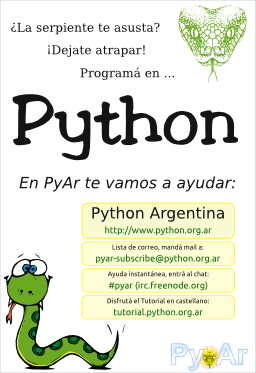 ¿La serpiente te asusta?
¡Dejate atrapar!
Programá en ...
Python
En PyAr te vamos a ayudar:
Python Argentina
http://www.python.org.ar
Lista de correo, mandá mail a:
pyar-subscribe@python.org.ar
Ayuda instantánea, entrá al chat:
#pyar (irc.freenode.org)
Disfrutá el Tutorial en castellano:
tutorial.python.org.ar
PyAr